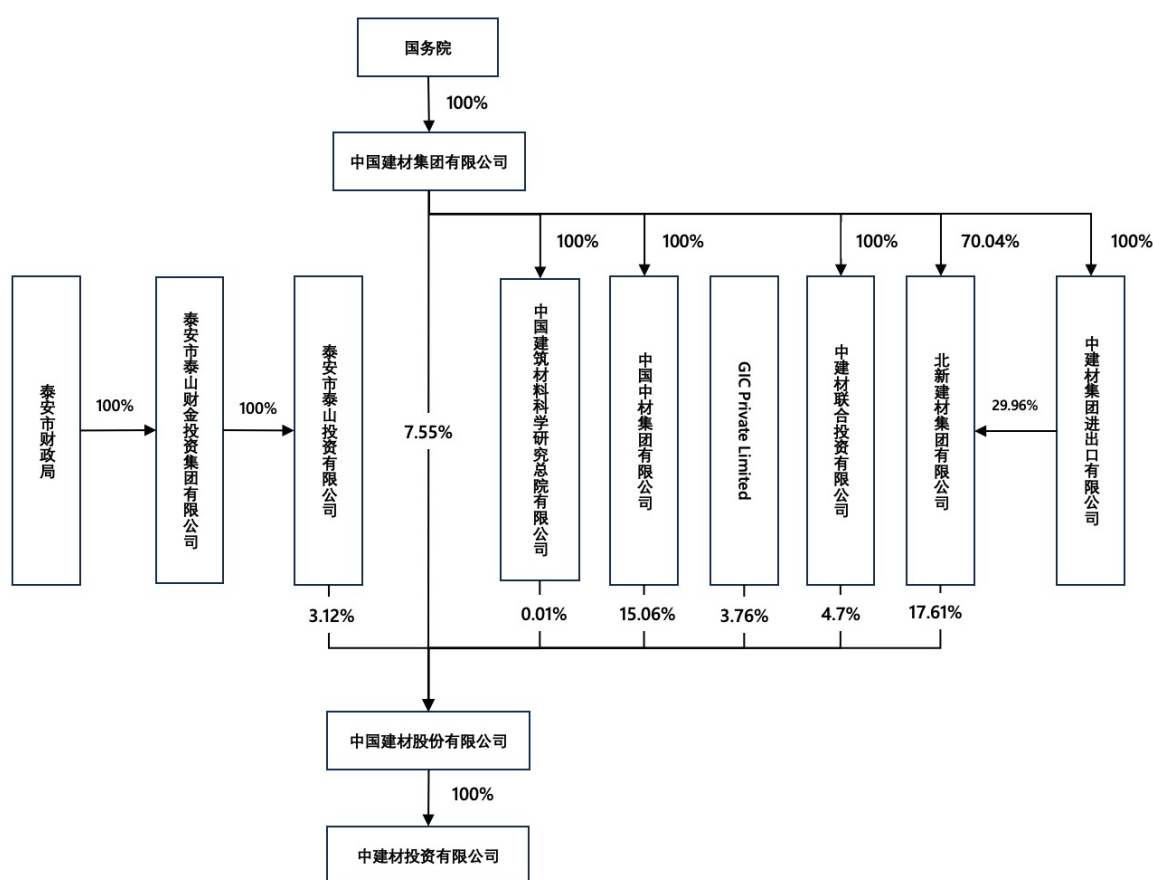 国务院
100%
中国建材集团有限公司
100%
100%
100%
70.04%
100%
泰安市财政局
100%
泰安市泰山财金投资集团有限公司
100%
泰安市泰山投资有限公司
7.55%
中国建筑材料科学研究总院有限公司
中国中材集团有限公司
GIC Private Limited
中建材联合投资有限公司
北新建材集团有限公司
29.96%
中建材集团进出口有限公司
3.12%
0.01%
15.06%
3.76%
4.7%
17.61%
中国建材股份有限公司
100%
中建材投资有限公司